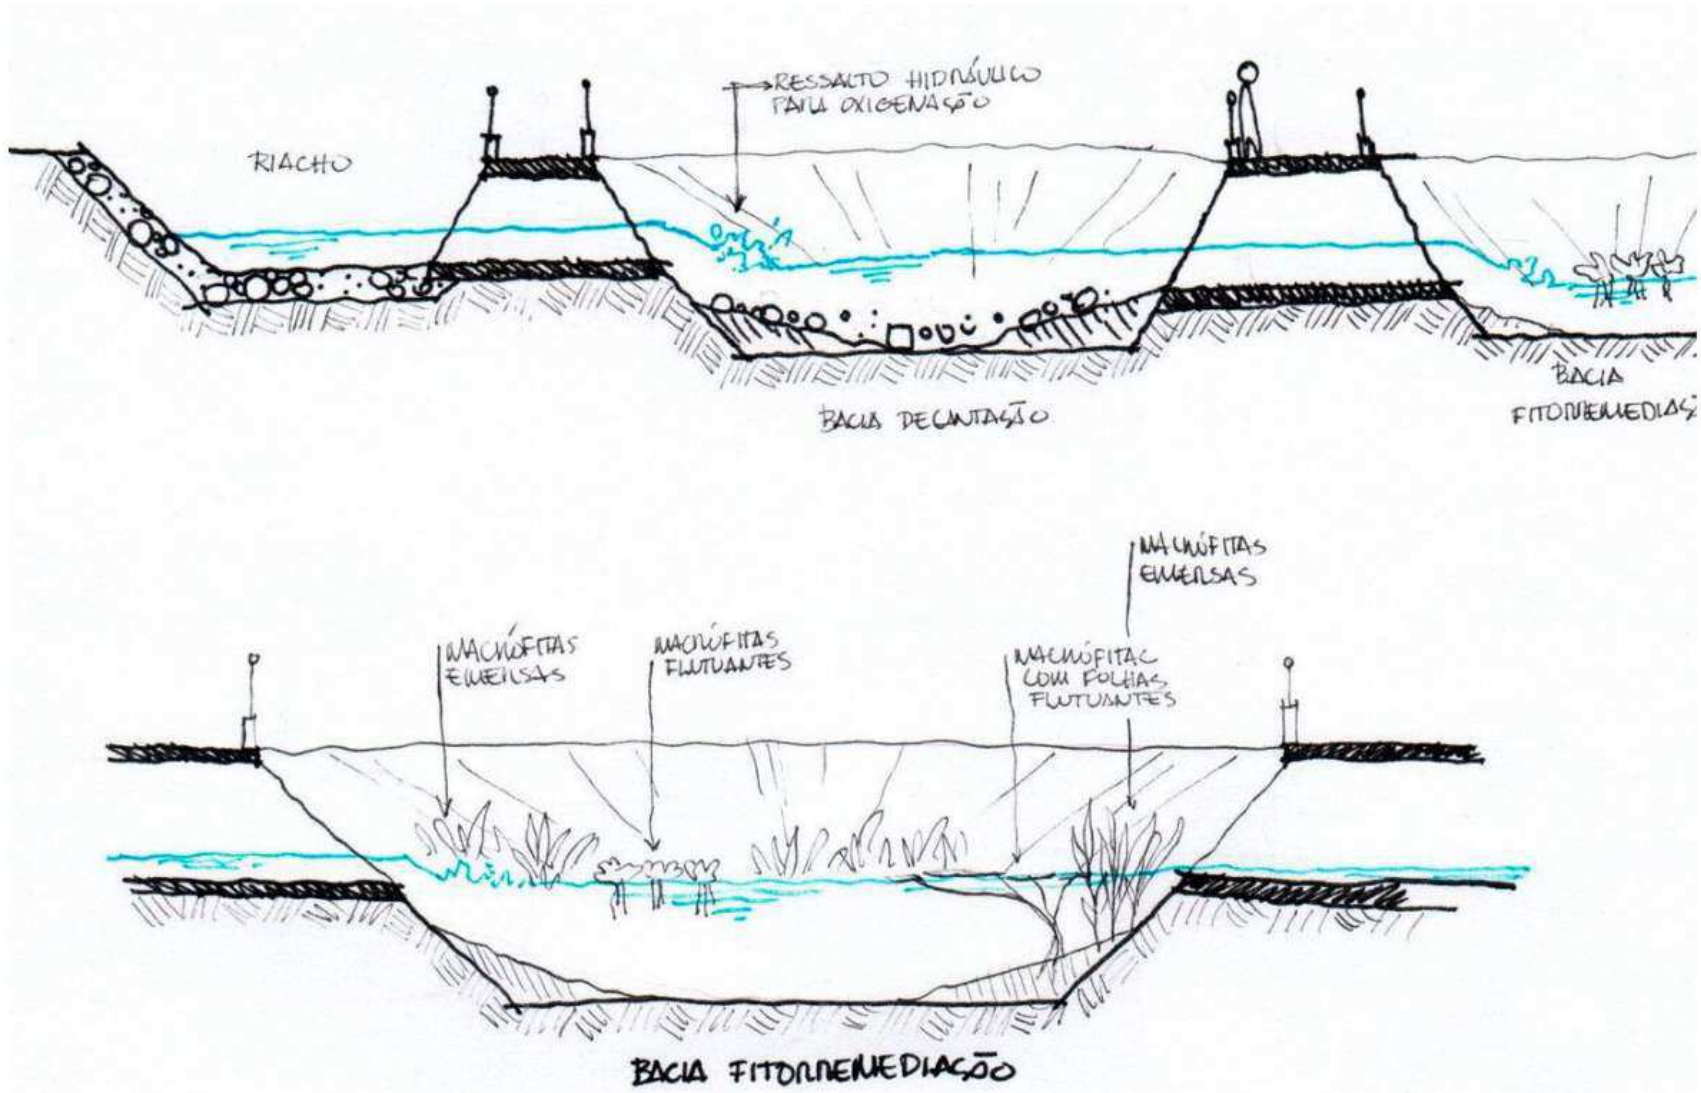 RESSALTO HIDRÁULICO
PARA OXIGENAÇÃO
RIACHO
BACIA DECANTAÇÃO
BACIA
FITORREMEDIAÇ
MACRÓFITAS
EMERSAS
MACRÓFITAS
EMERSAS
MACRÓFITAS
FLUTUANTES
MACRÓFITAS
COM FOLHAS
FLUTUANTES
BACIA FITORREMEDIAÇÃO